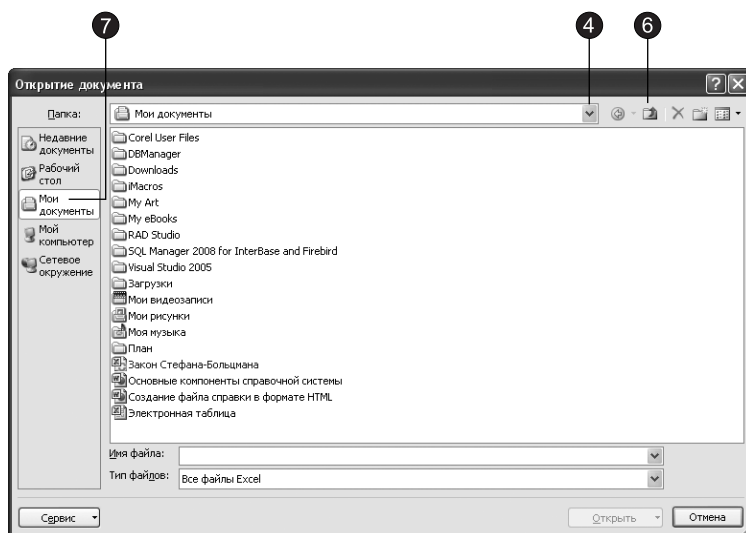 7
4
6
Открытие документа
Папка:
Мои документы
Недавние
документы
Рабочий
стол
Мои
документы
Мой
компьютер
Сетевое
окружение
Corel User Files
DBManager
Downloads
iMacros
My Art
My eBooks
RAD Studio
SQL Manager 2008 for InterBase and Firebird
Visual Studio 2005
Загрузки
Мои видеозаписи
Мои рисунки
Моя музыка
План
Закон Стефана-Больцмана
Основные компоненты справочной системы
Создание файла справки в формате HTML
Электронная таблица
Имя файла:
Тип файлов:
Все файлы Excel
Сервис
Открыть
Отмена